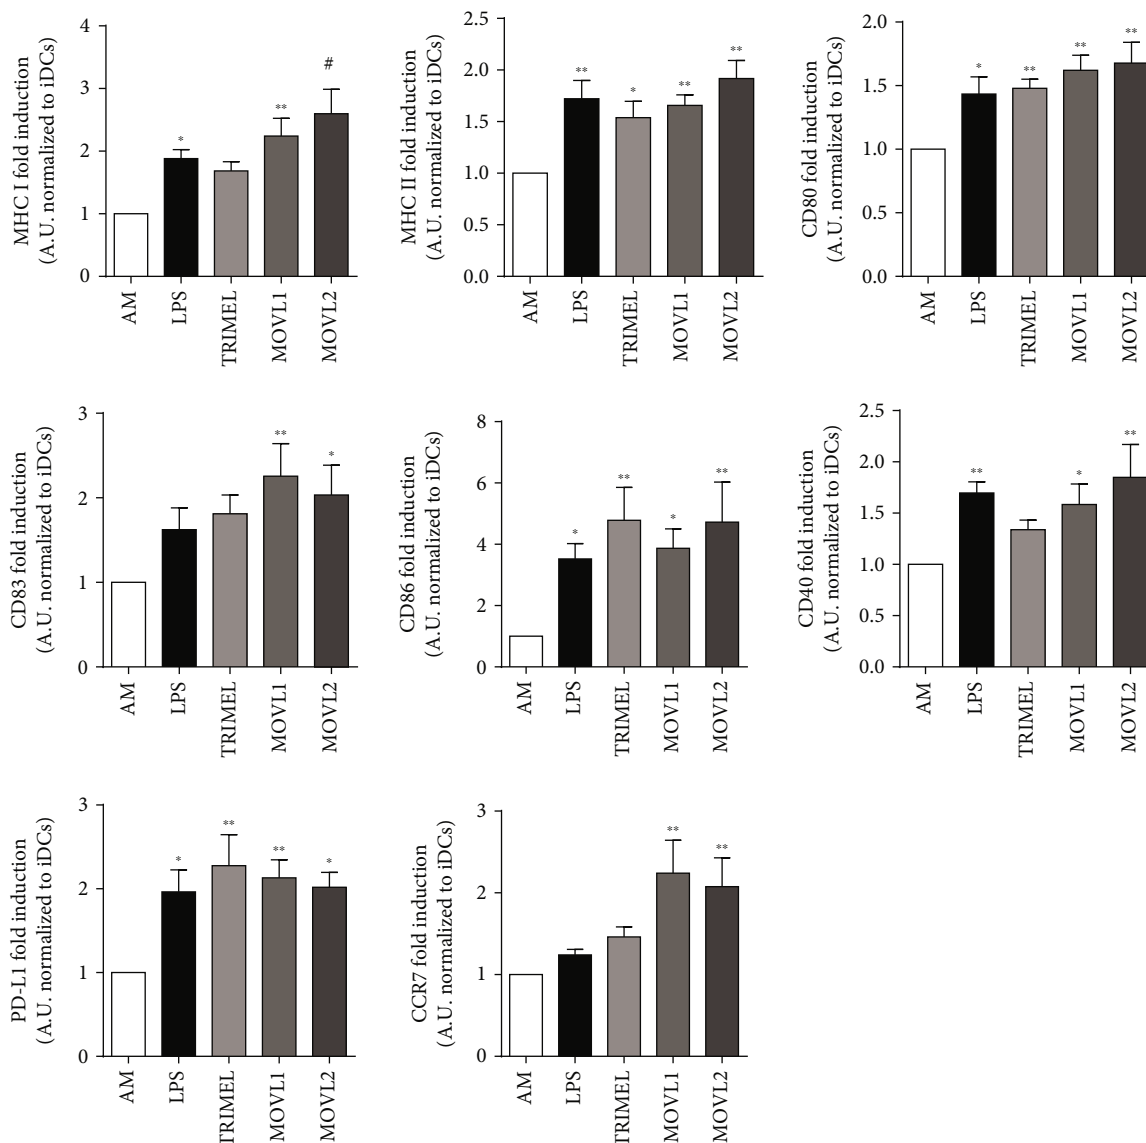 MHC I fold induction
(A.U. normalized to iDCs)
4
3
2
1
0
*
**
#
AM
LPS
TRIMEL
MOVL1
MOVL2
MHC II fold induction
(A.U. normalized to iDCs)
2.5
2.0
1.5
1.0
0.5
0.0
**
*
**
**
AM
LPS
TRIMEL
MOVL1
MOVL2
CD80 fold induction
(A.U. normalized to iDCs)
2.0
1.5
1.0
0.5
0.0
*
**
**
**
AM
LPS
TRIMEL
MOVL1
MOVL2
CD83 fold induction
(A.U. normalized to iDCs)
3
2
1
0
**
*
AM
LPS
TRIMEL
MOVL1
MOVL2
CD86 fold induction
(A.U. normalized to iDCs)
8
6
4
2
0
*
**
*
**
AM
LPS
TRIMEL
MOVL1
MOVL2
CD40 fold induction
(A.U. normalized to iDCs)
2.5
2.0
1.5
1.0
0.5
0.0
**
*
**
AM
LPS
TRIMEL
MOVL1
MOVL2
PD-L1 fold induction
(A.U. normalized to iDCs)
3
2
1
0
*
**
**
*
AM
LPS
TRIMEL
MOVL1
MOVL2
CCR7 fold induction
(A.U. normalized to iDCs)
3
2
1
0
**
**
AM
LPS
TRIMEL
MOVL1
MOVL2